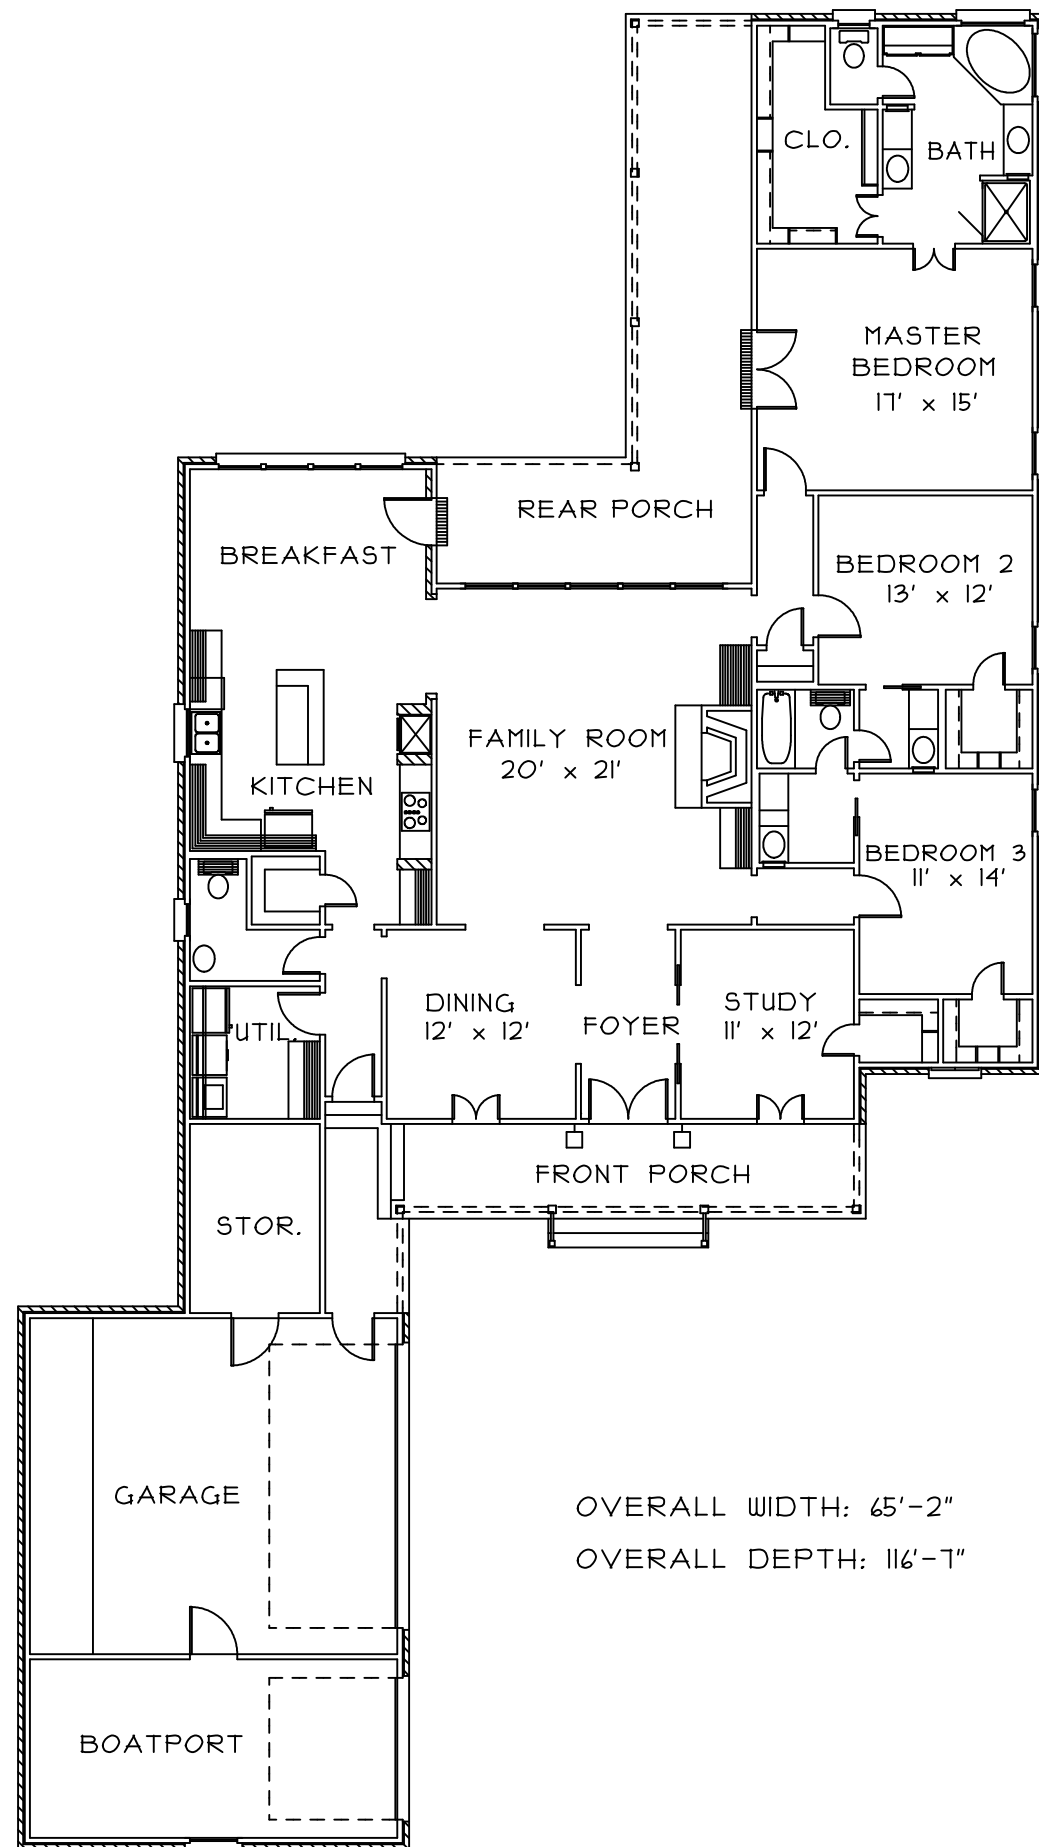 CLO.
BATH
MASTER
BEDROOM
17' x 15'
REAR PORCH
BREAKFAST
BEDROOM 2
13' x 12'
FAMILY ROOM
20' x 21'
KITCHEN
BEDROOM 3
11' x 14'
DINING
12' x 12'
FOYER
STUDY
11' x 12'
UTIL.
FRONT PORCH
STOR.
GARAGE
OVERALL WIDTH: 65'-2"
OVERALL DEPTH: 116'-7"
BOATPORT